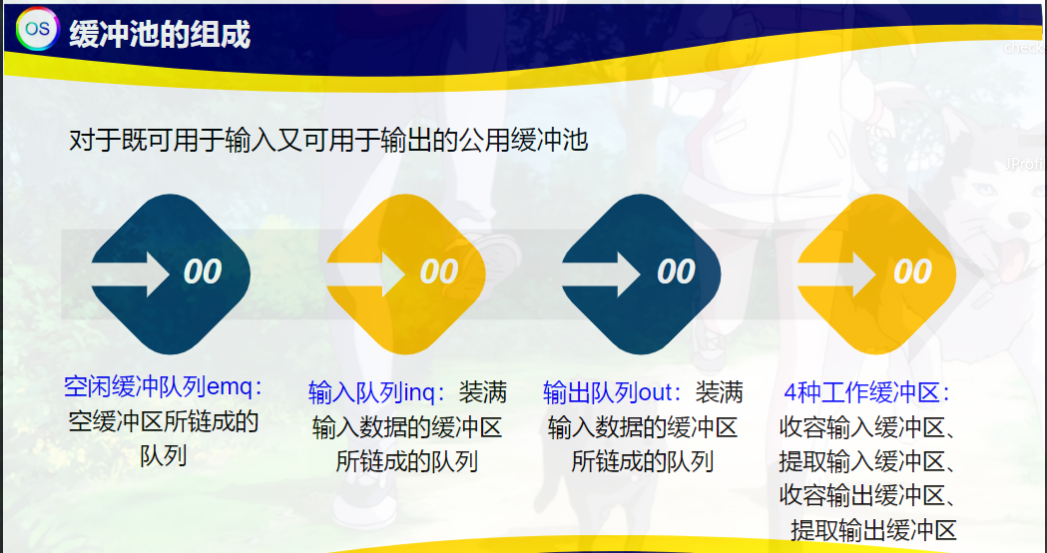 OS
缓冲池的组成
对于既可用于输入又可用于输出的公用缓冲池
00
00
00
00
空闲缓冲队列emq：
空缓冲区所链成的
队列
输入队列inq：装满
输入数据的缓冲区
所链成的队列
输出队列out：装满
输入数据的缓冲区
所链成的队列
4种工作缓冲区：
收容输入缓冲区、
提取输入缓冲区、
收容输出缓冲区、
提取输出缓冲区
check
JProfi